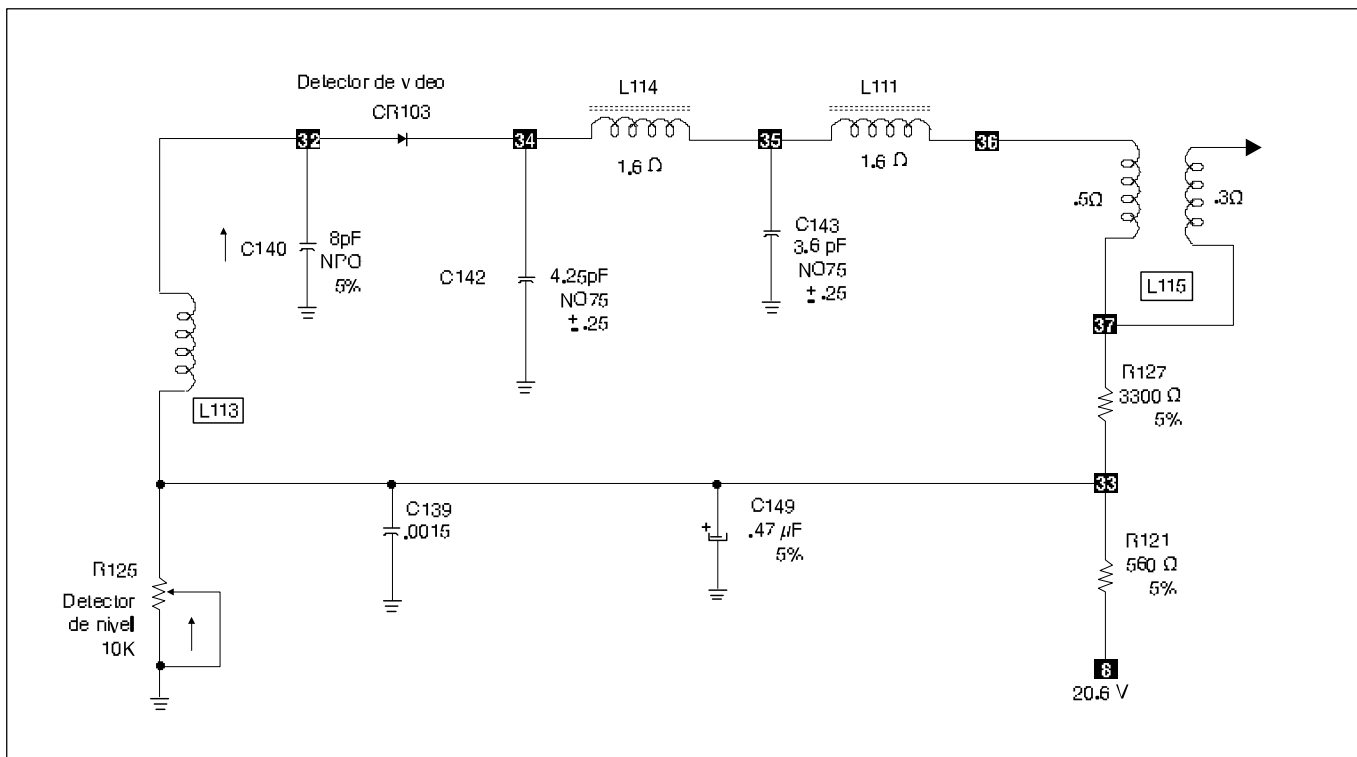 Detector de v deo
CR103
L114
L111
32
34
35
36
1.6 Ω
1.6 Ω
.5Ω
.3Ω
C140
8pF
NPO
5%
C142
4.25pF
NO75
± .25
C143
3.6 pF
NO75
± .25
L115
37
L113
R127
3300 Ω
5%
33
C139
.0015
C149
+
.47 µF
5%
R121
560 Ω
5%
R125
Detector
de nivel
10K
8
20.6 V